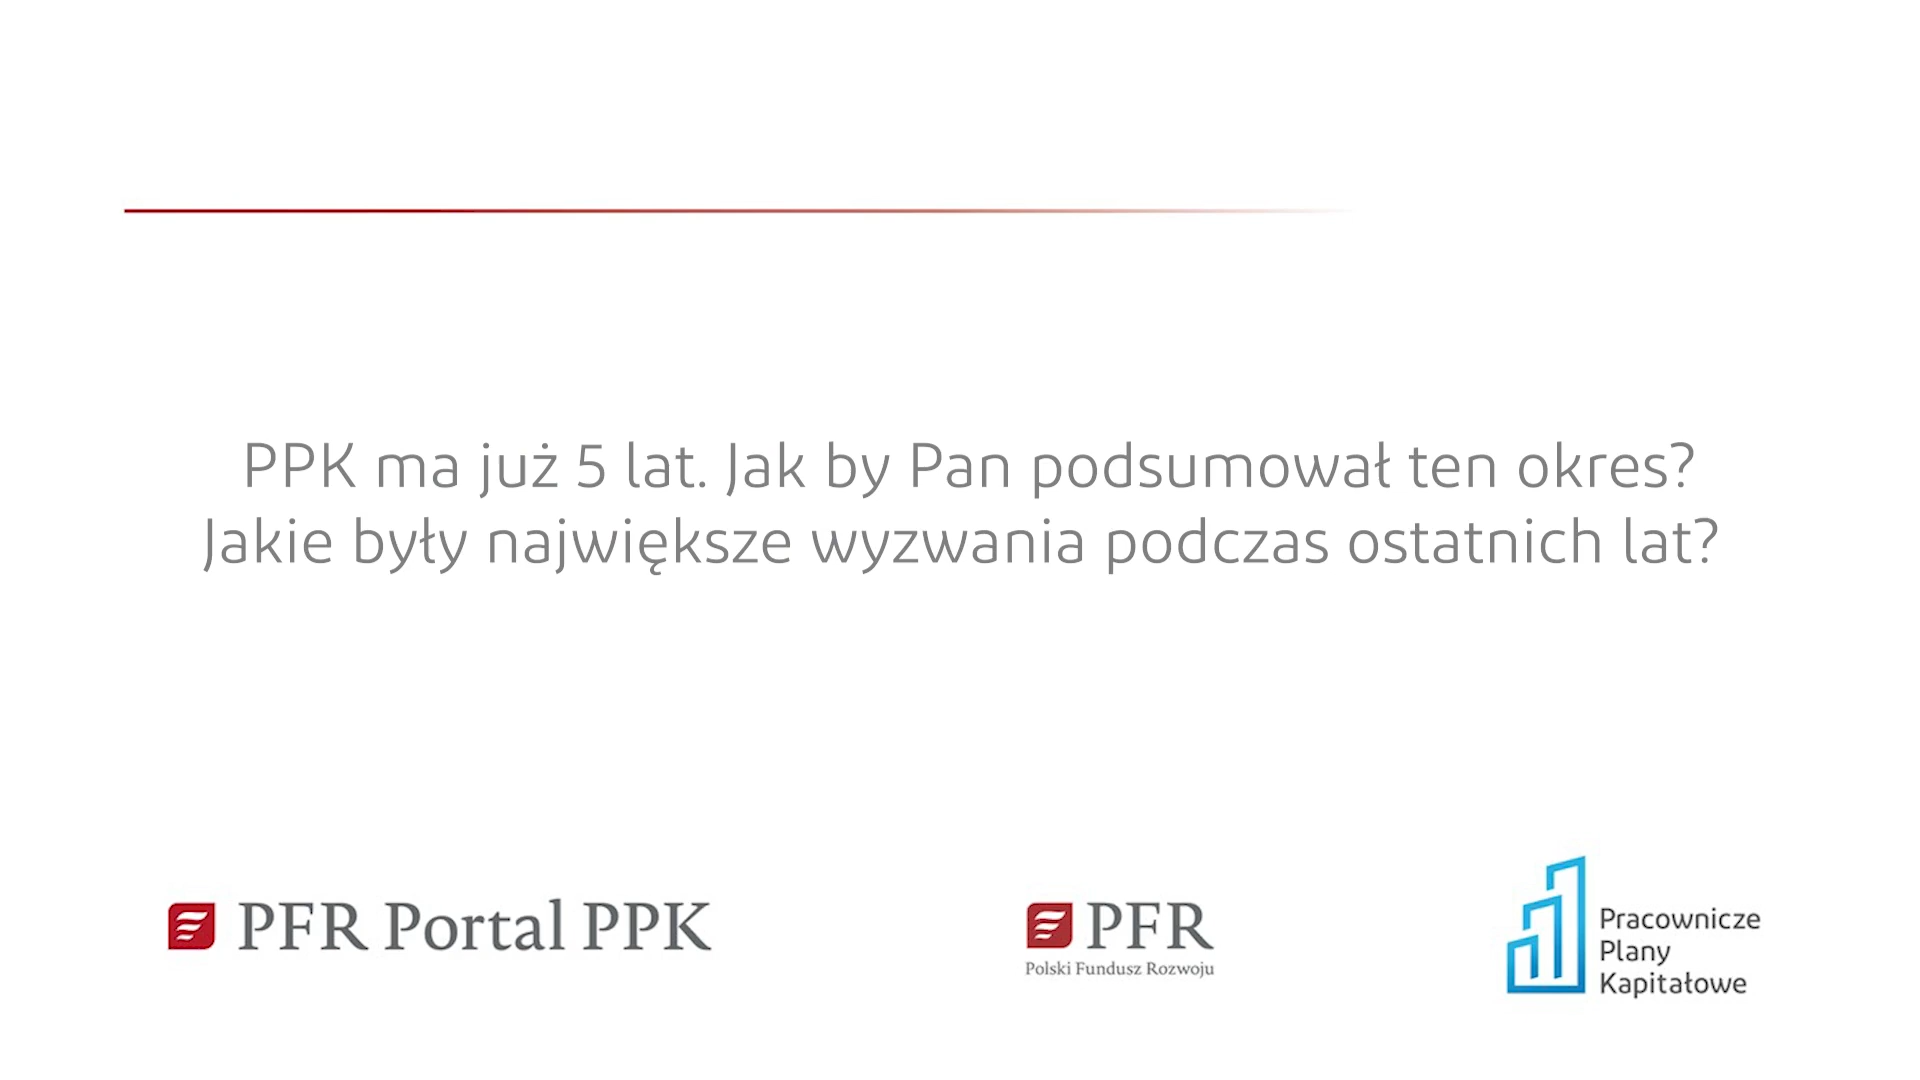 PPK ma już 5 lat. Jak by Pan podsumował ten okres?
Jakie były największe wyzwania podczas ostatnich lat?
PFR Portal PPK
PFR
Polski Fundusz Rozwoju
Pracownicze
Plany
Kapitałowe